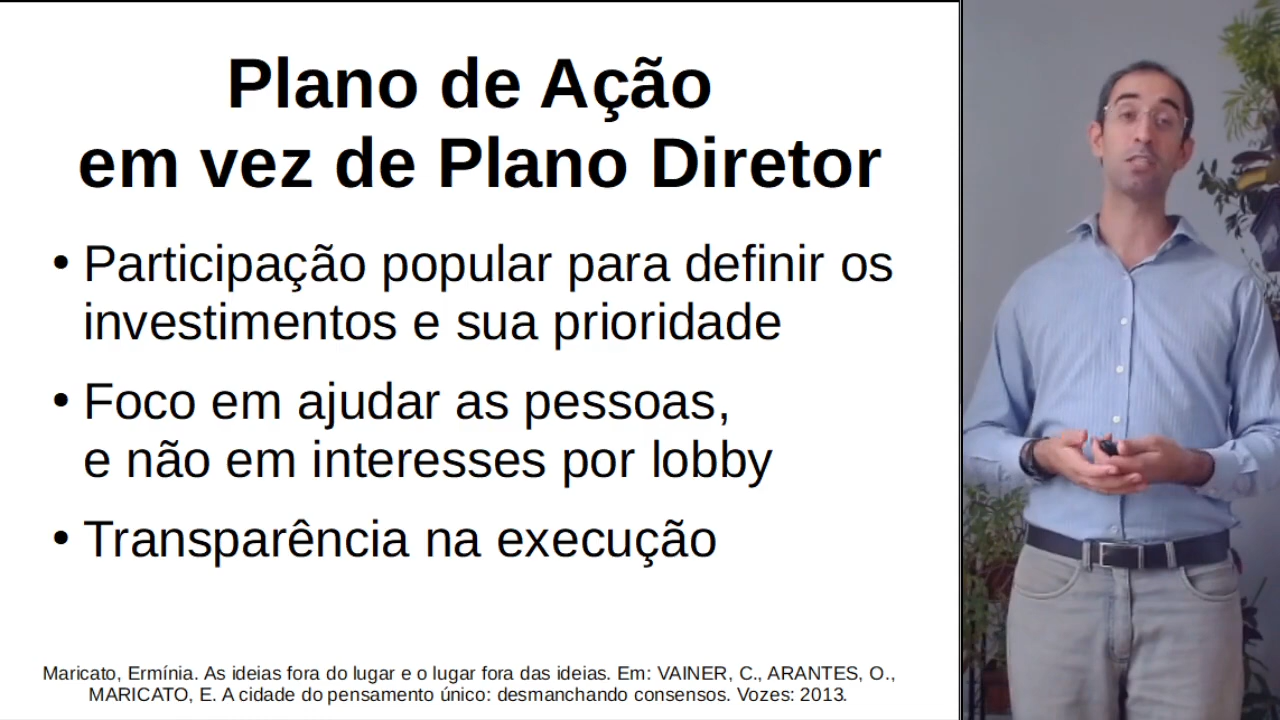 Plano de Ação
em vez de Plano Diretor
• Participação popular para definir os
investimentos e sua prioridade
• Foco em ajudar as pessoas,
e não em interesses por lobby
• Transparência na execução
Maricato, Ermínia. As ideias fora do lugar e o lugar fora das ideias. Em: VAINER, C., ARANTES, O.,
MARICATO, E. A cidade do pensamento único: desmanchando consensos. Vozes: 2013.